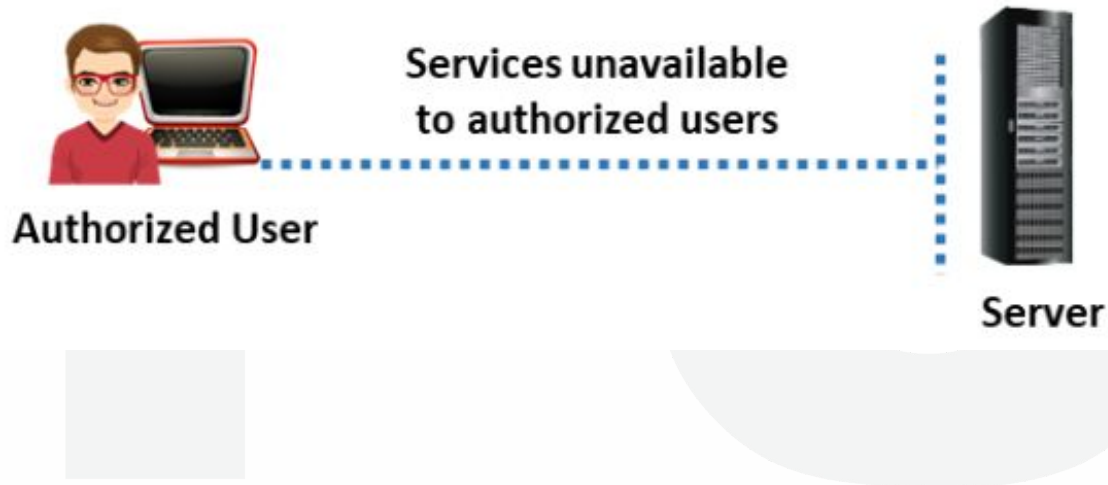 Services unavailable
to authorized users
Authorized User
Server